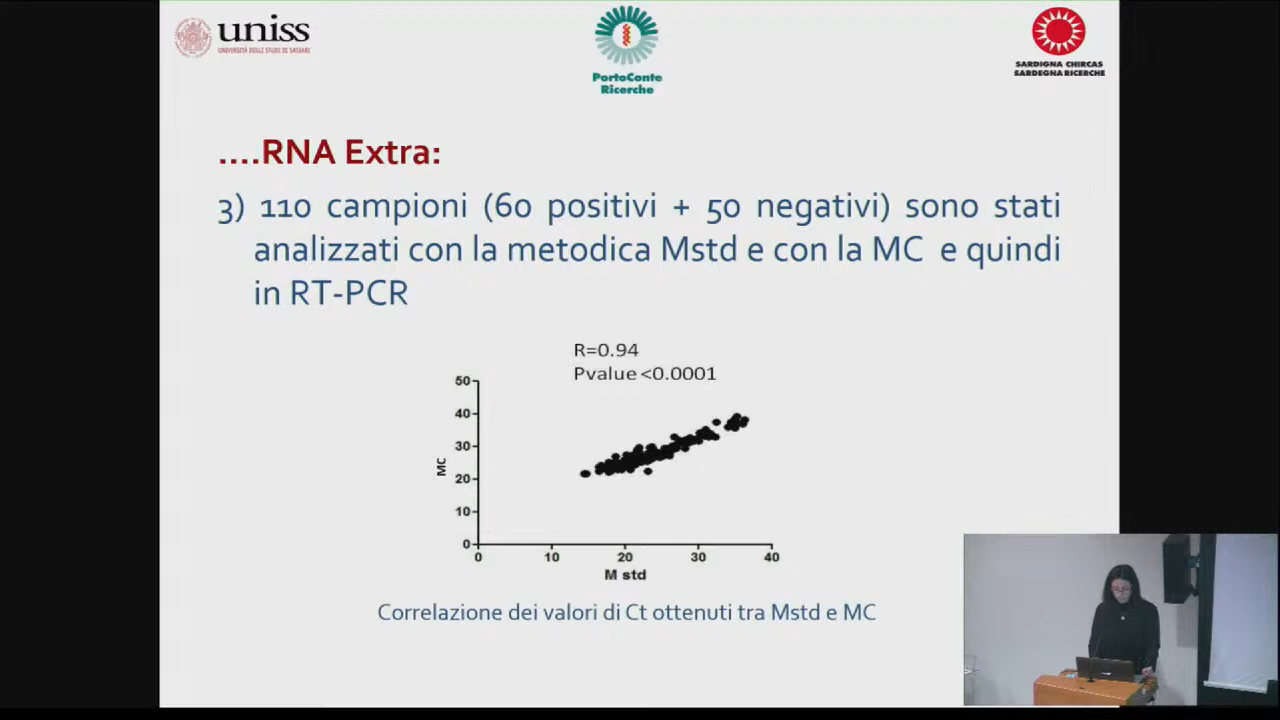 uniss
UNIVERSITÀ DEGLI STUDI DI SASSARI
PortoConte
Ricerche
SARDIGNA CHIRCAS
SARDEGNA RICERCHE
....RNA Extra:
3) 110 campioni (60 positivi + 50 negativi) sono stati
analizzati con la metodica Mstd e con la MC e quindi
in RT-PCR
R=0.94
Pvalue <0.0001
50
40
30
20
10
0
MC
0 10 20 30 40
M std
Correlazione dei valori di Ct ottenuti tra Mstd e MC